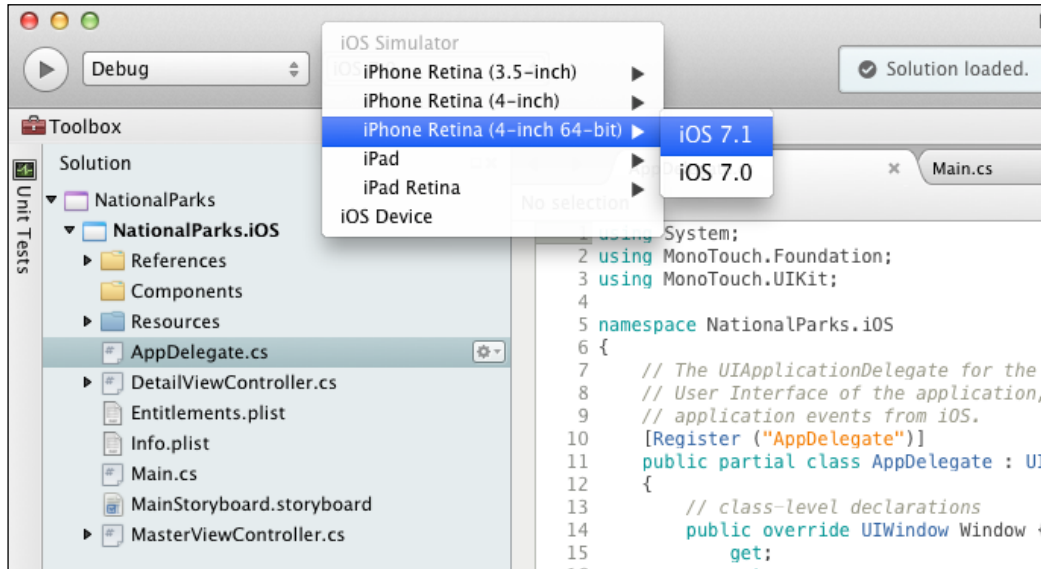 Debug
Solution loaded.
iOS Simulator
iPhone Retina (3.5-inch)
iPhone Retina (4-inch)
iPhone Retina (4-inch 64-bit)
iPad
iPad Retina
iOS Device
iOS 7.1
iOS 7.0
Toolbox
Unit Tests
Solution
NationalParks
NationalParks.iOS
References
Components
Resources
AppDelegate.cs
DetailViewController.cs
Entitlements.plist
Info.plist
Main.cs
MainStoryboard.storyboard
MasterViewController.cs
Main.cs
No selection
1 using System;
2 using MonoTouch.Foundation;
3 using MonoTouch.UIKit;
4
5 namespace NationalParks.iOS
6 {
7 // The UIApplicationDelegate for the
8 // User Interface of the application,
9 // application events from iOS.
10 [Register ("AppDelegate")]
11 public partial class AppDelegate : UI
12 {
13 // class-level declarations
14 public override UIWindow Window {
15 get;